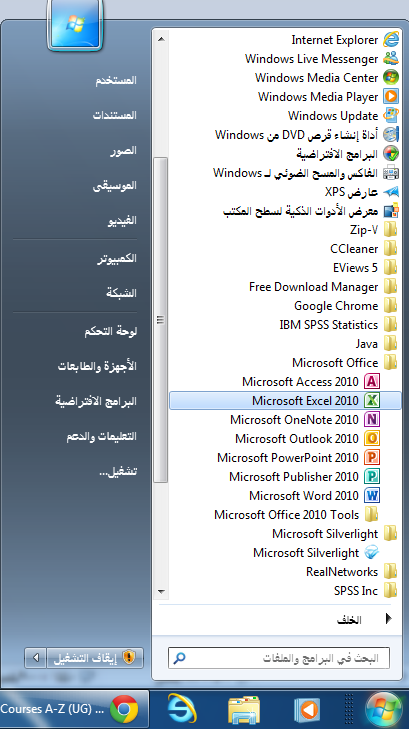 Internet Explorer
Windows Live Messenger
Windows Media Center
Windows Media Player
Windows Update
أداة إنشاء قرص DVD من Windows
البرامج الافتراضية
الفاكس والمسح الضوئي لـ Windows
عارض XPS
معرض الأدوات الذكية لسطح المكتب
Zip-V
CCleaner
EViews 5
Free Download Manager
Google Chrome
IBM SPSS Statistics
Java
Microsoft Office
Microsoft Access 2010
Microsoft Excel 2010
Microsoft OneNote 2010
Microsoft Outlook 2010
Microsoft PowerPoint 2010
Microsoft Publisher 2010
Microsoft Word 2010
Microsoft Office 2010 Tools
Microsoft Silverlight
Microsoft Silverlight
RealNetworks
SPSS Inc
الخلف
البحث في البرامج والملفات
المستخدم
المستندات
الصور
الموسيقى
الفيديو
الكمبيوتر
الشبكة
لوحة التحكم
الأجهزة والطابعات
البرامج الافتراضية
التعليمات والدعم
تشغيل...
إيقاف التشغيل
Courses A-Z (UG) ...